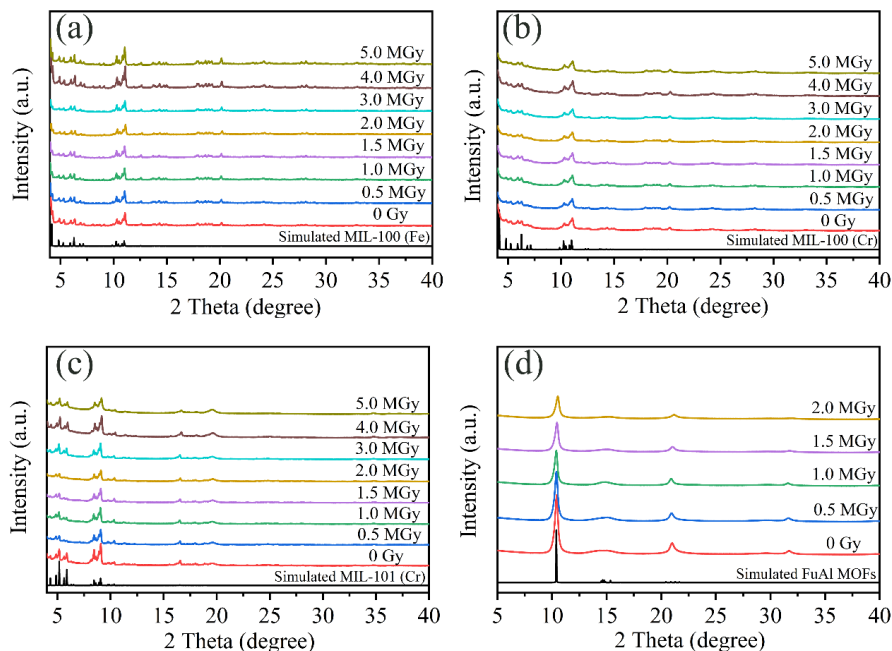 (a)
5.0 MGy
4.0 MGy
3.0 MGy
2.0 MGy
1.5 MGy
1.0 MGy
0.5 MGy
0 Gy
Simulated MIL-100 (Fe)
Intensity (a.u.)
5 10 15 20 25 30 35 40
2 Theta (degree)
(b)
5.0 MGy
4.0 MGy
3.0 MGy
2.0 MGy
1.5 MGy
1.0 MGy
0.5 MGy
0 Gy
Simulated MIL-100 (Cr)
Intensity (a.u.)
5 10 15 20 25 30 35 40
2 Theta (degree)
(c)
5.0 MGy
4.0 MGy
3.0 MGy
2.0 MGy
1.5 MGy
1.0 MGy
0.5 MGy
0 Gy
Simulated MIL-101 (Cr)
Intensity (a.u.)
5 10 15 20 25 30 35 40
2 Theta (degree)
(d)
2.0 MGy
1.5 MGy
1.0 MGy
0.5 MGy
0 Gy
Simulated FuAl MOFs
Intensity (a.u.)
5 10 15 20 25 30 35 40
2 Theta (degree)